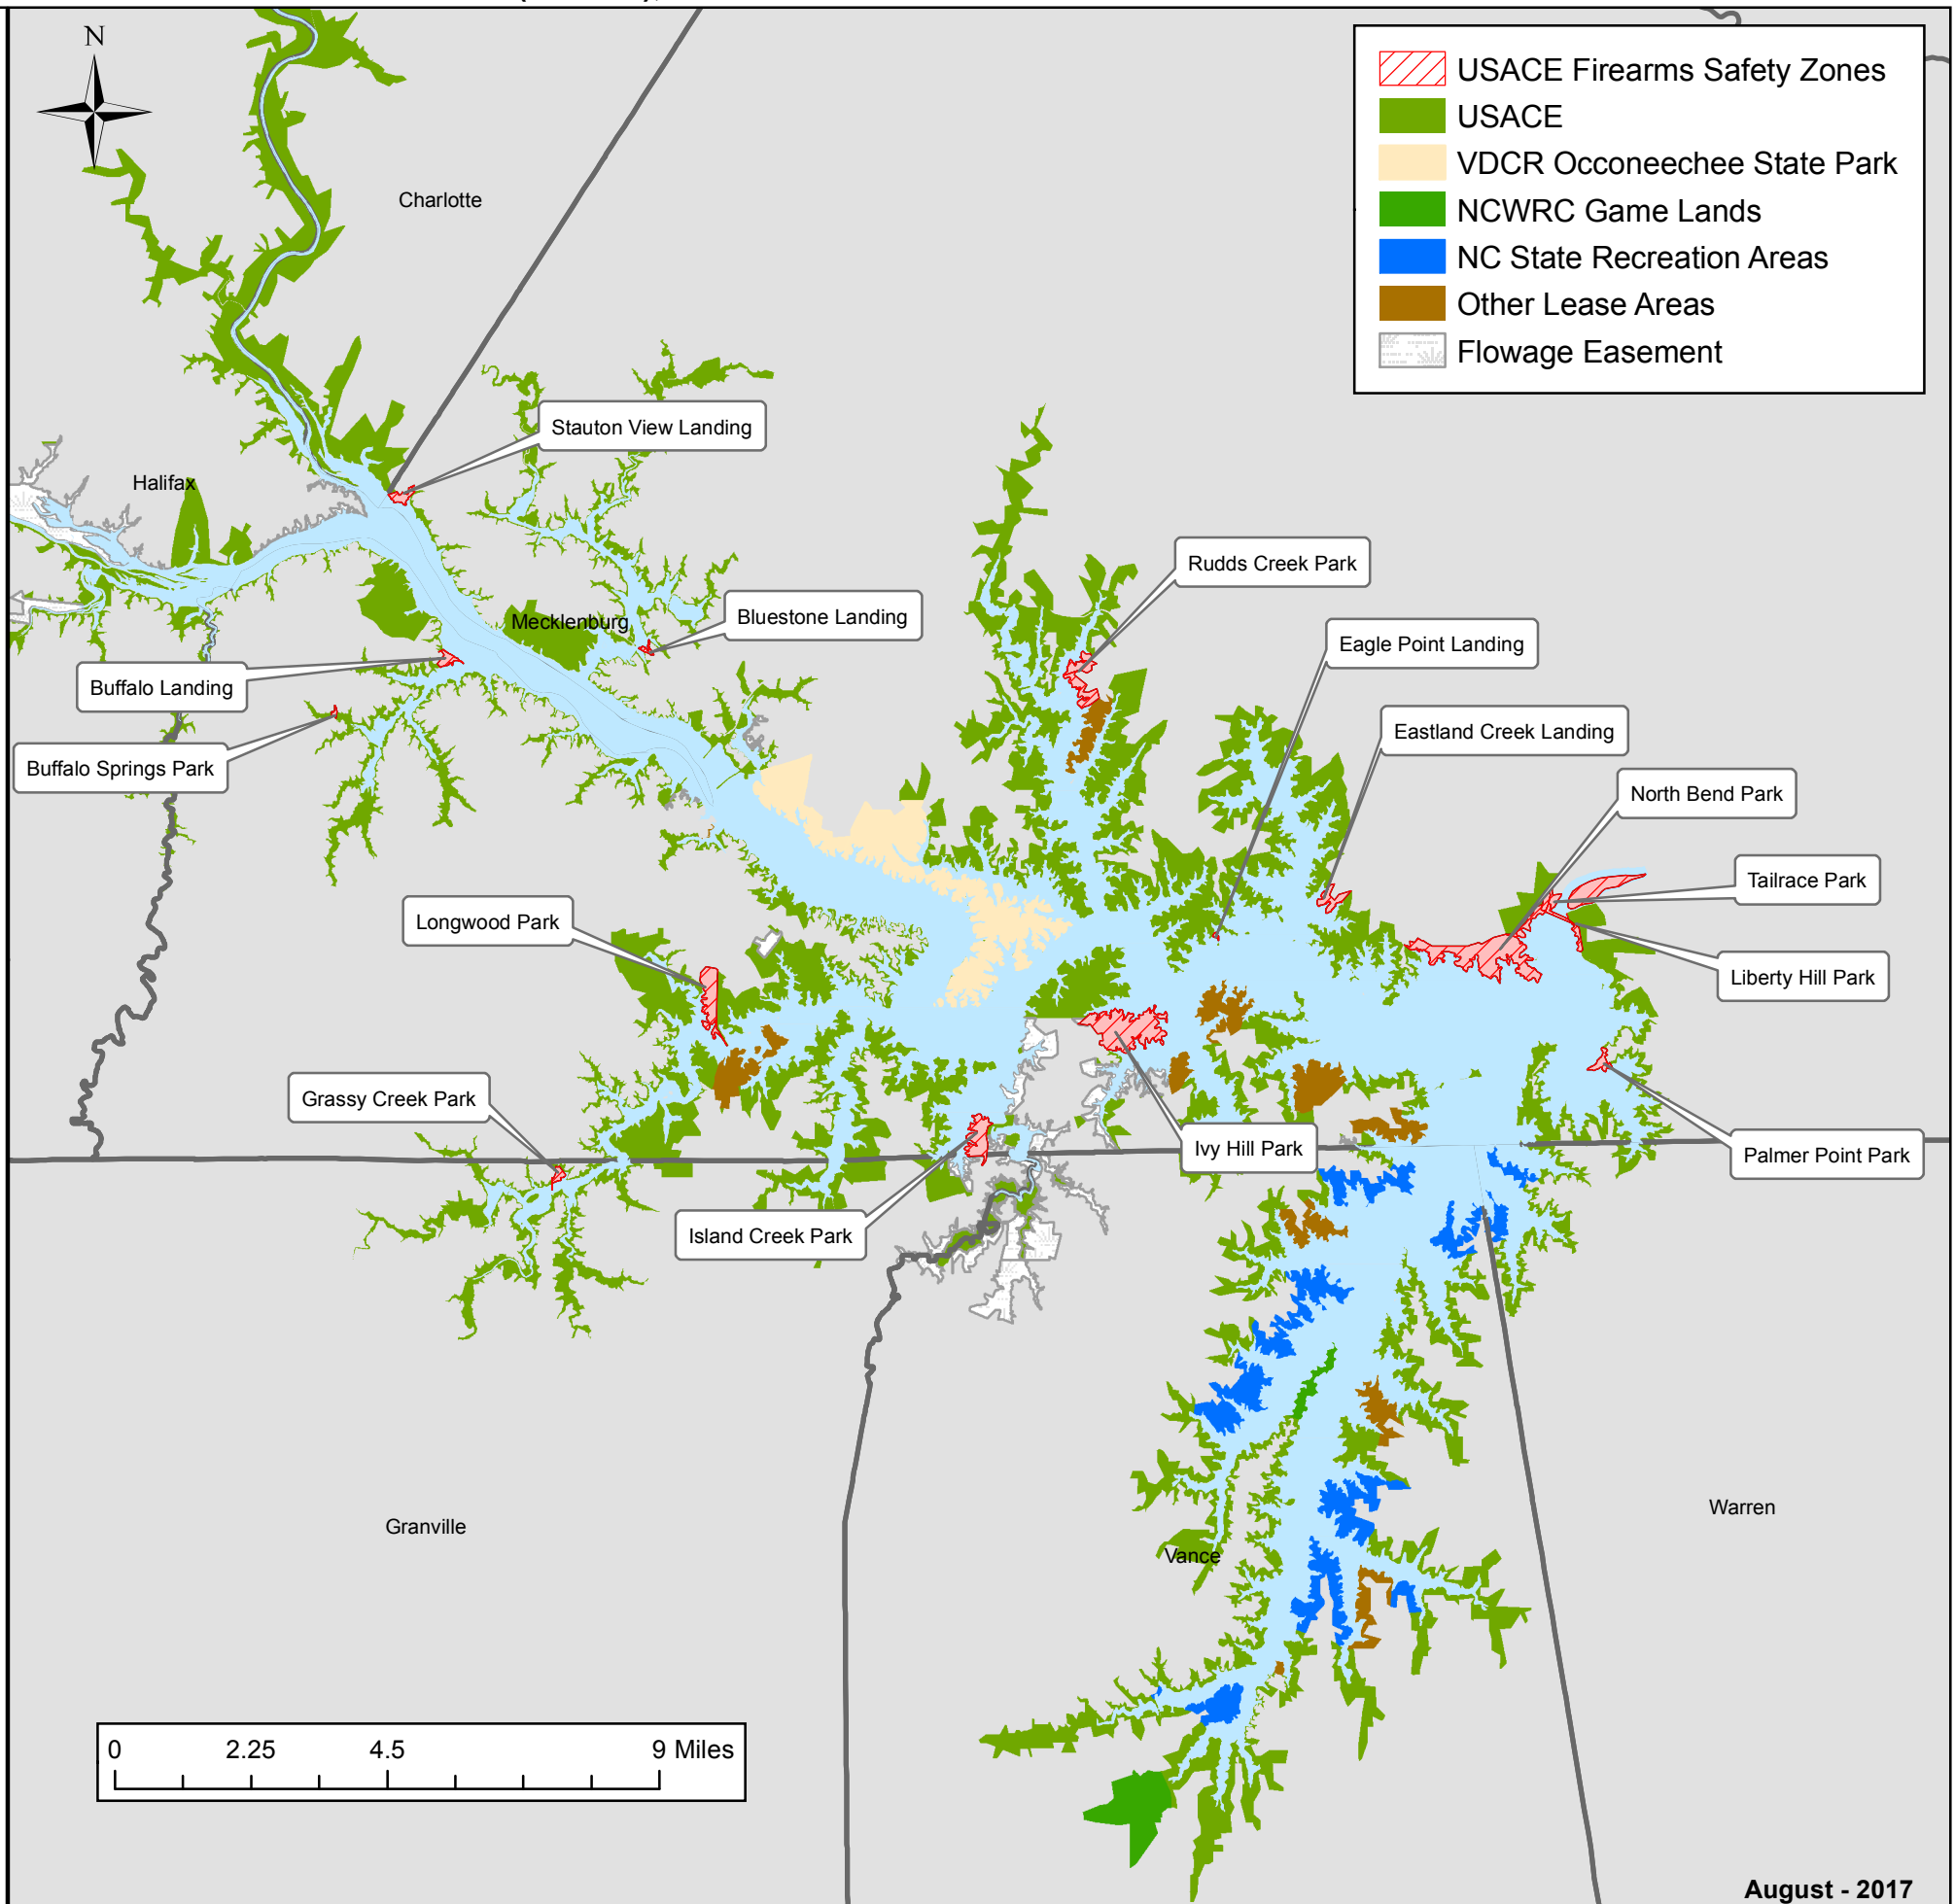 N
USACE Firearms Safety Zones
USACE
VDCR Occoneechee State Park
NCWRC Game Lands
NC State Recreation Areas
Other Lease Areas
Flowage Easement
Charlotte
Stauton View Landing
Halifax
Rudds Creek Park
Bluestone Landing
Mecklenburg
Eagle Point Landing
Buffalo Landing
Eastland Creek Landing
Buffalo Springs Park
North Bend Park
Tailrace Park
Longwood Park
Liberty Hill Park
Grassy Creek Park
Ivy Hill Park
Palmer Point Park
Island Creek Park
Granville
Warren
Vance
0 2.25 4.5 9 Miles
August - 2017